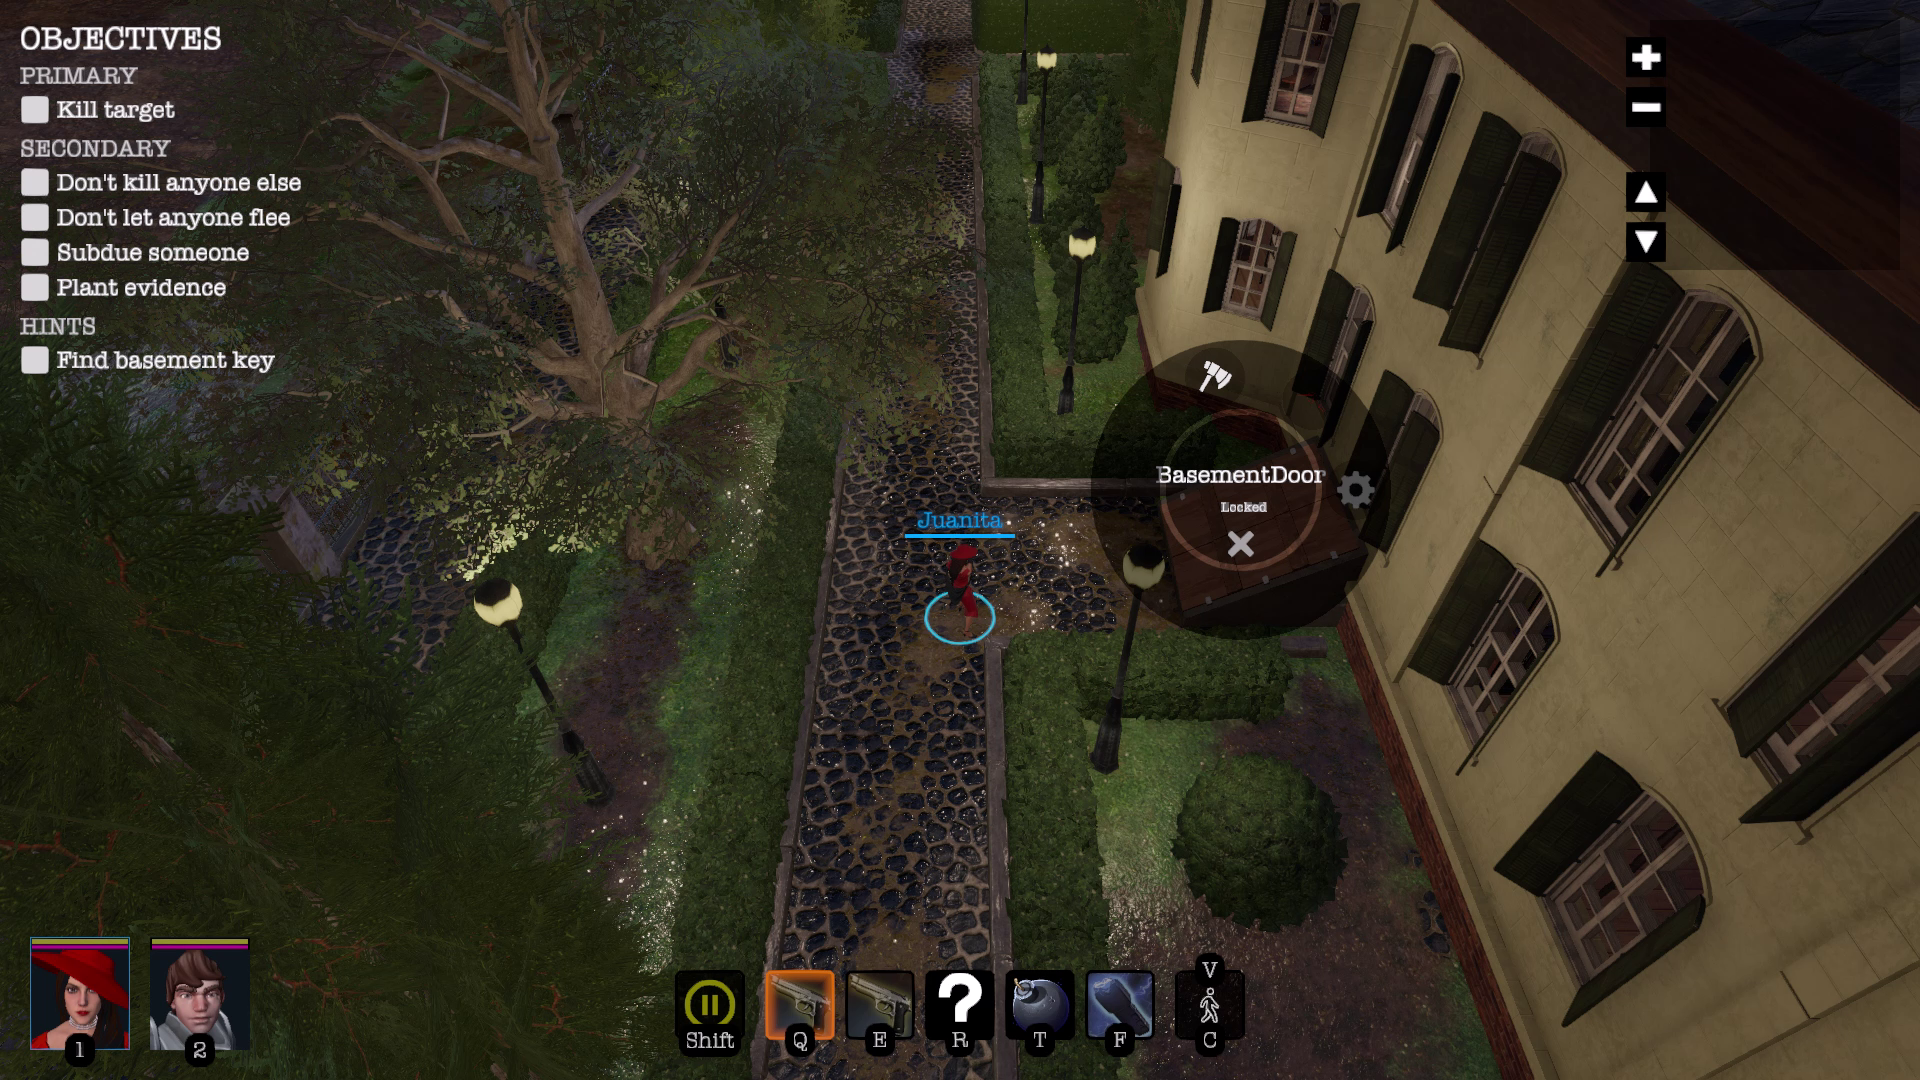 OBJECTIVES
PRIMARY
Kill target
SECONDARY
Don't kill anyone else
Don't let anyone flee
Subdue someone
Plant evidence
HINTS
Find basement key
BasementDoor
Locked
Juanita
1
2
Shift
Q
E
?
R
T
F
V
C